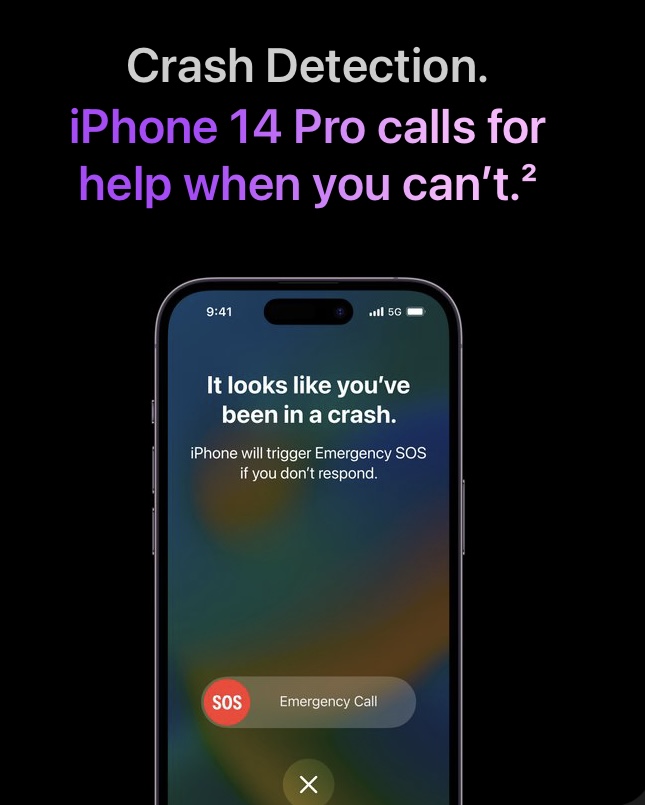 Crash Detection.
iPhone 14 Pro calls for
help when you can’t.²
9:41
5G
It looks like you’ve
been in a crash.
iPhone will trigger Emergency SOS
if you don’t respond.
SOS Emergency Call